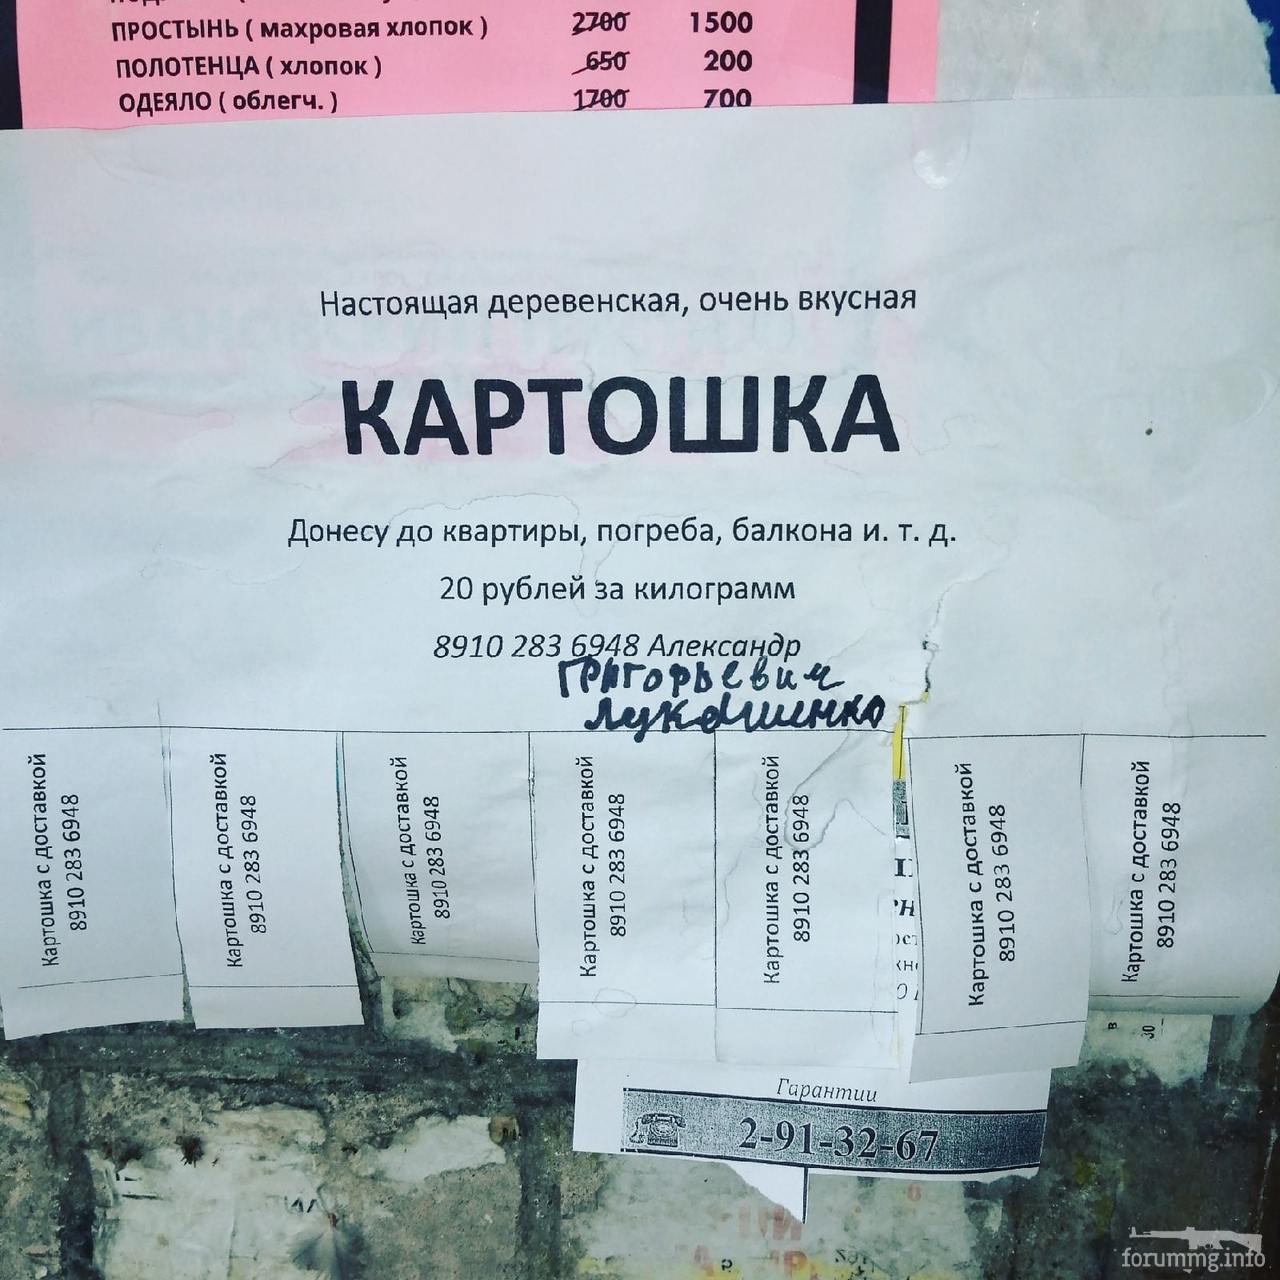 ПРОСТЫНЬ ( махровая хлопок ) 2700 1500
ПОЛОТЕНЦА ( хлопок ) 650 200
ОДЕЯЛО ( облегч. ) 1700 700
Настоящая деревенская, очень вкусная
КАРТОШКА
Донесу до квартиры, погреба, балкона и. т. д.
20 рублей за килограмм
8910 283 6948 Александр
Григорьевич
Лукашенко
Картошка с доставкой
8910 283 6948
Картошка с доставкой
8910 283 6948
Картошка с доставкой
8910 283 6948
Картошка с доставкой
8910 283 6948
Картошка с доставкой
8910 283 6948
Картошка с доставкой
8910 283 6948
Картошка с доставкой
8910 283 6948
в
30
Гарантии
2-91-32-67
forummg.info